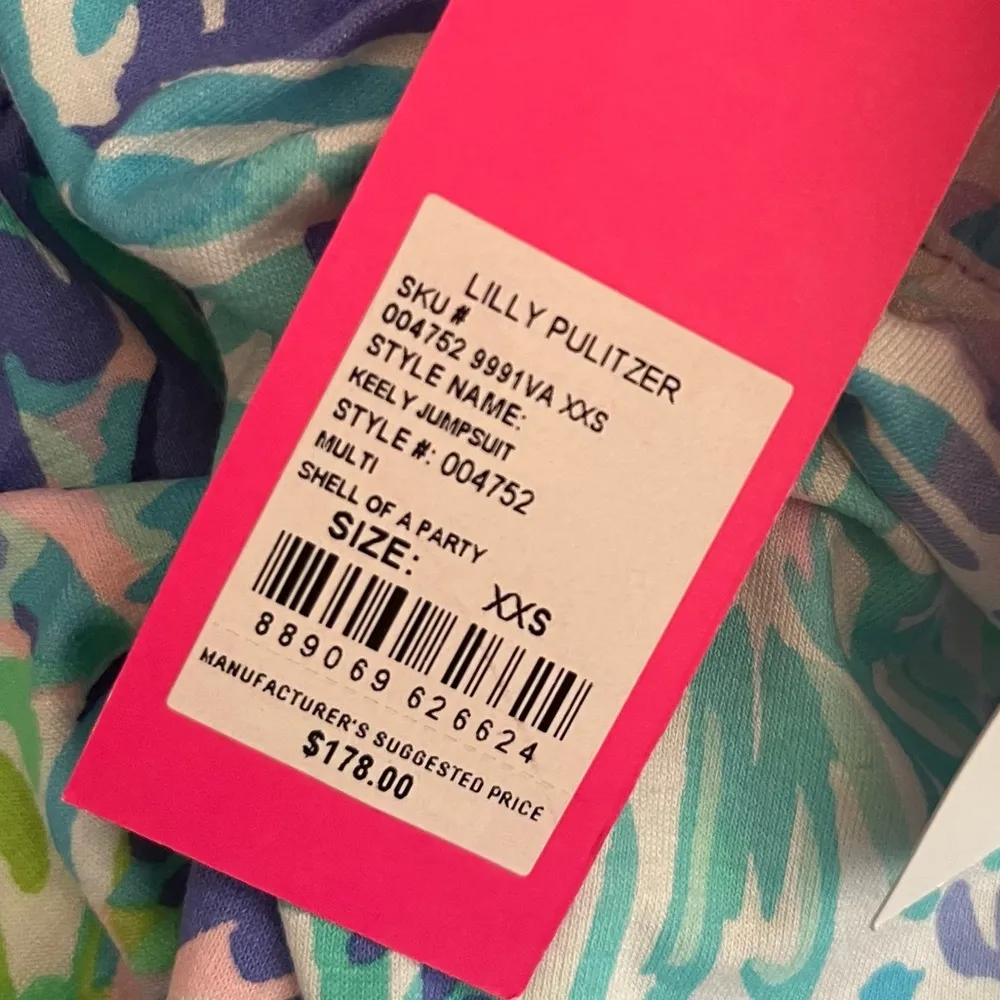 LILLY PULITZER
SKU #
004752 9991VA XXS
STYLE NAME:
KEELY JUMPSUIT
STYLE #: 004752
MULTI
SHELL OF A PARTY
SIZE: XXS
889069 626624
MANUFACTURER'S SUGGESTED PRICE
$178.00